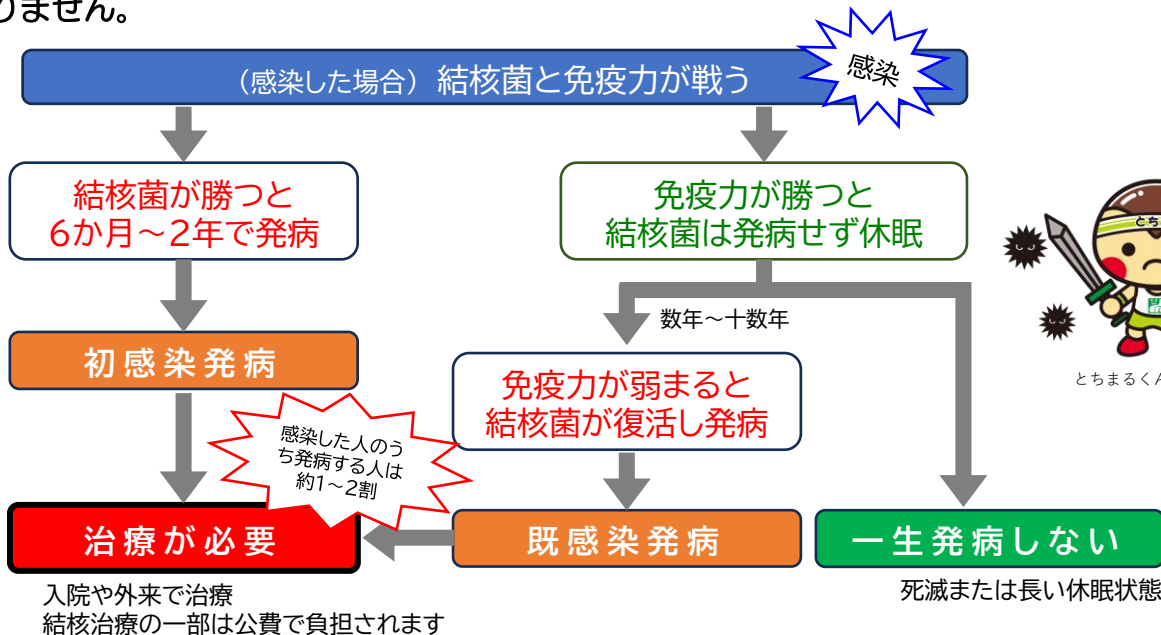 りません。
（感染した場合）結核菌と免疫力が戦う
感染
結核菌が勝つと
6か月～2年で発病
免疫力が勝つと
結核菌は発病せず休眠
とち
数年～十数年
初感染発病
免疫力が弱まると
結核菌が復活し発病
とちまるくん
感染した人のう
ち発病する人は
約1～2割
治療が必要
既感染発病
一生発病しない
入院や外来で治療
結核治療の一部は公費で負担されます
死滅または長い休眠状態